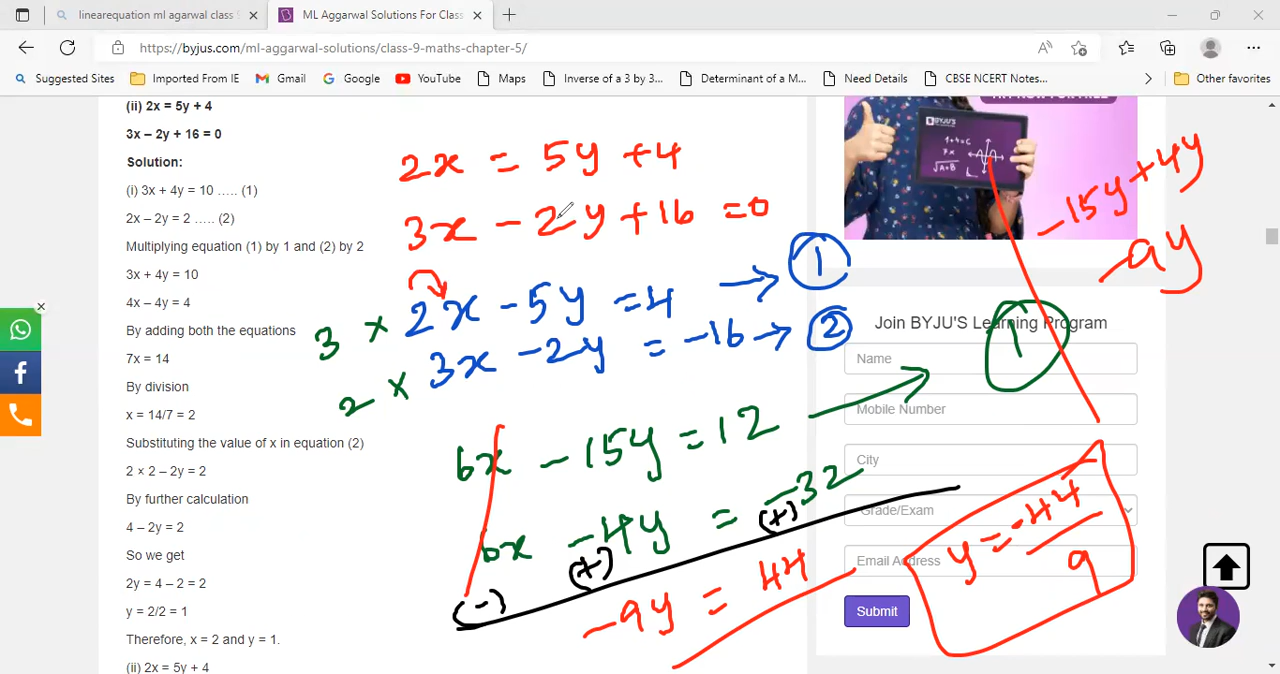 linearequation ml agarwal class
ML Aggarwal Solutions For Class
https://byjus.com/ml-aggarwal-solutions/class-9-maths-chapter-5/
Suggested Sites
Imported From IE
Gmail
Google
YouTube
Maps
Inverse of a 3 by 3...
Determinant of a M...
Need Details
CBSE NCERT Notes...
Other favorites
(ii) 2x = 5y + 4
3x – 2y + 16 = 0
Solution:
(i) 3x + 4y = 10 ….. (1)
2x – 2y = 2 ….. (2)
Multiplying equation (1) by 1 and (2) by 2
3x + 4y = 10
4x – 4y = 4
By adding both the equations
7x = 14
By division
x = 14/7 = 2
Substituting the value of x in equation (2)
2 × 2 – 2y = 2
By further calculation
4 – 2y = 2
So we get
2y = 4 – 2 = 2
y = 2/2 = 1
Therefore, x = 2 and y = 1.
(ii) 2x = 5y + 4
2x = 5y + 4
3x - 2y + 16 = 0
3 × 2x - 5y = 4 → 1
2 × 3x - 2y = -16 → 2
6x - 15y = 12 → 1
6x - 4y = -32
(-) (+) (+)
-9y = 44
y = -44/9
-15y + 4y
-9y
BYJU'S
Join BYJU'S Learning Program
Name
Mobile Number
City
Grade/Exam
Email Address
Submit